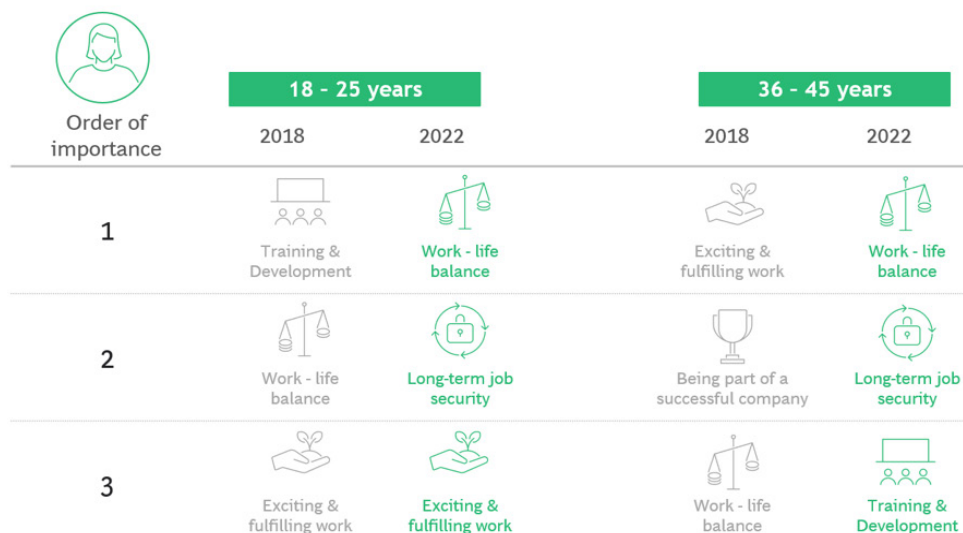 18 - 25 years
36 - 45 years
Order of
importance
2018
2022
2018
2022
1
Training &
Development
Work - life
balance
Exciting &
fulfilling work
Work - life
balance
2
Work - life
balance
Long-term job
security
Being part of a
successful company
Long-term job
security
3
Exciting &
fulfilling work
Exciting &
fulfilling work
Work - life
balance
Training &
Development